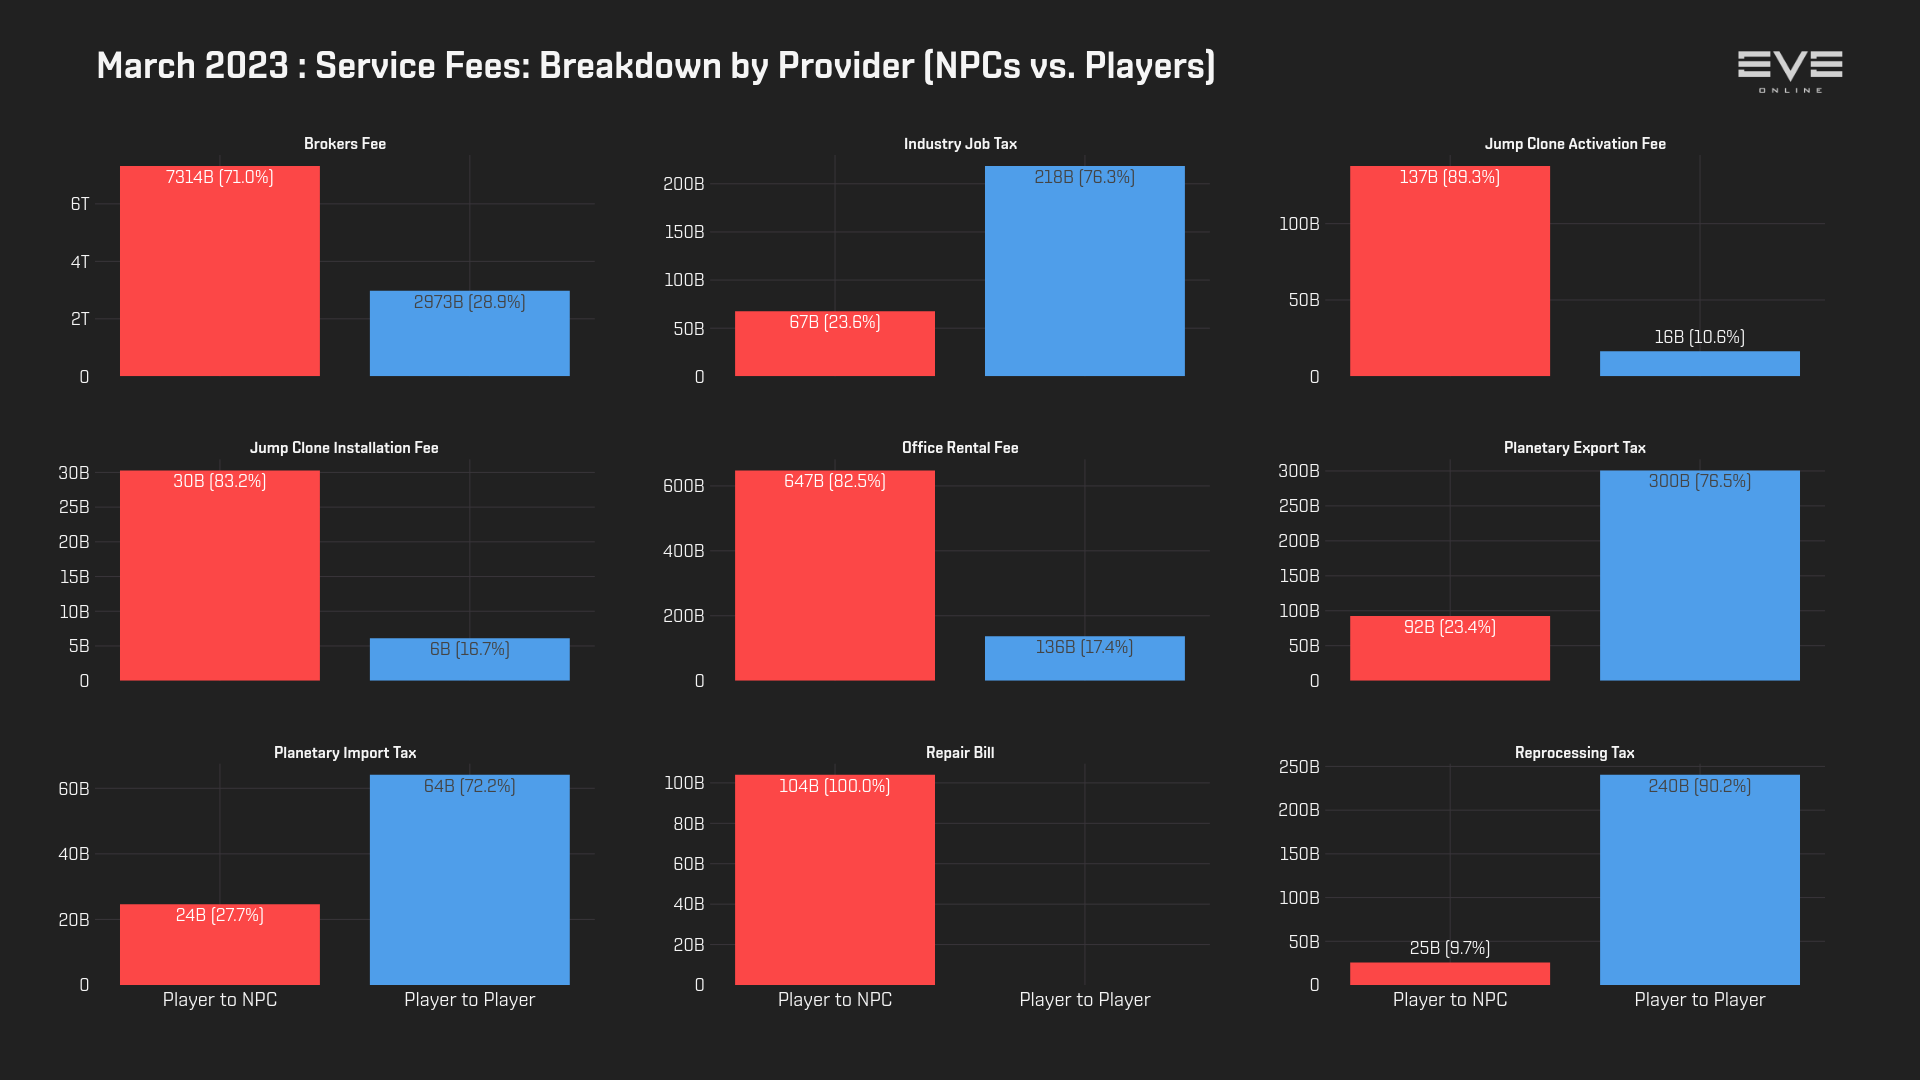 March 2023 : Service Fees: Breakdown by Provider (NPCs vs. Players)
EVE
ONLINE
Brokers Fee
7314B (71.0%)
2973B (28.9%)
6T
4T
2T
0
Industry Job Tax
218B (76.3%)
67B (23.6%)
200B
150B
100B
50B
0
Jump Clone Activation Fee
137B (89.3%)
16B (10.6%)
100B
50B
0
Jump Clone Installation Fee
30B (83.2%)
6B (16.7%)
30B
25B
20B
15B
10B
5B
0
Office Rental Fee
647B (82.5%)
136B (17.4%)
600B
400B
200B
0
Planetary Export Tax
300B (76.5%)
92B (23.4%)
300B
250B
200B
150B
100B
50B
0
Planetary Import Tax
64B (72.2%)
24B (27.7%)
60B
40B
20B
0
Player to NPC
Player to Player
Repair Bill
104B (100.0%)
100B
80B
60B
40B
20B
0
Player to NPC
Player to Player
Reprocessing Tax
240B (90.2%)
25B (9.7%)
250B
200B
150B
100B
50B
0
Player to NPC
Player to Player